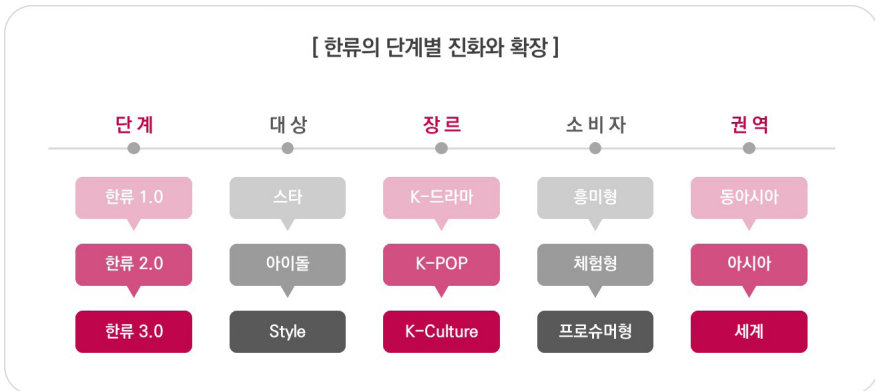 [ 한류의 단계별 진화와 확장 ]
단계 대상 장르 소비자 권역
한류 1.0 스타 K-드라마 흥미형 동아시아
한류 2.0 아이돌 K-POP 체험형 아시아
한류 3.0 Style K-Culture 프로슈머형 세계